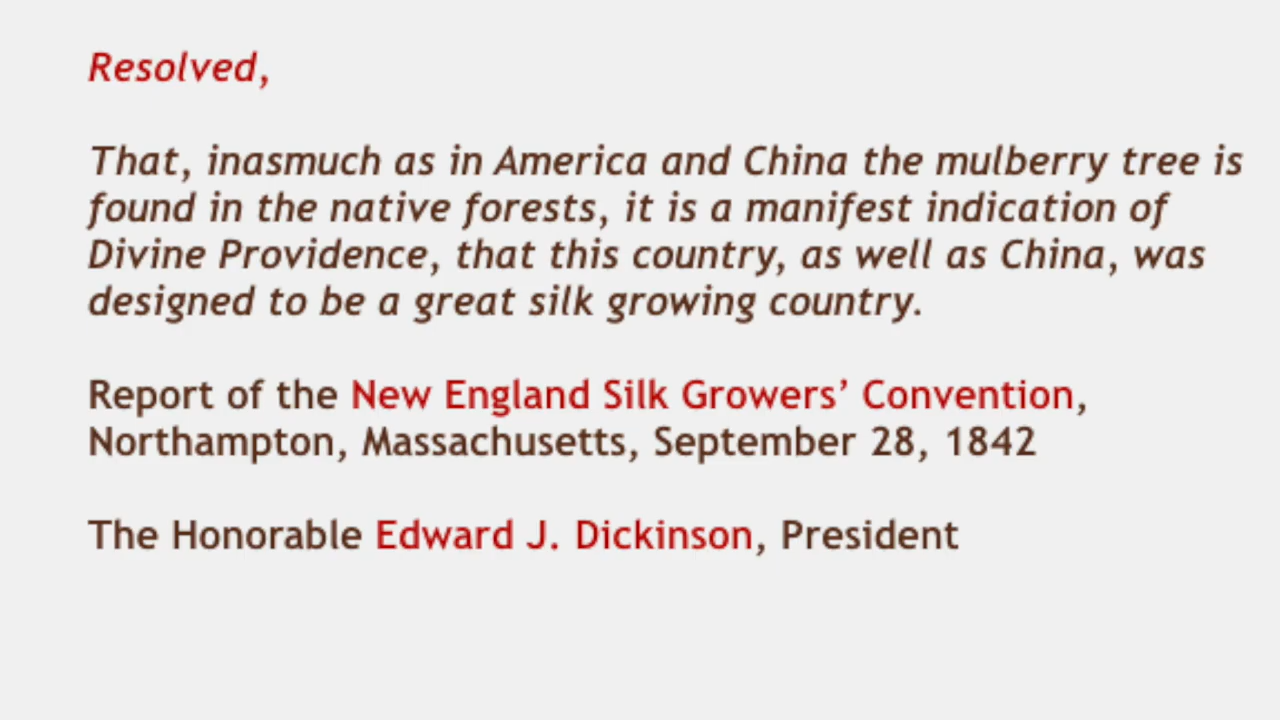 Resolved,
That, inasmuch as in America and China the mulberry tree is
found in the native forests, it is a manifest indication of
Divine Providence, that this country, as well as China, was
designed to be a great silk growing country.
Report of the New England Silk Growers’ Convention,
Northampton, Massachusetts, September 28, 1842
The Honorable Edward J. Dickinson, President